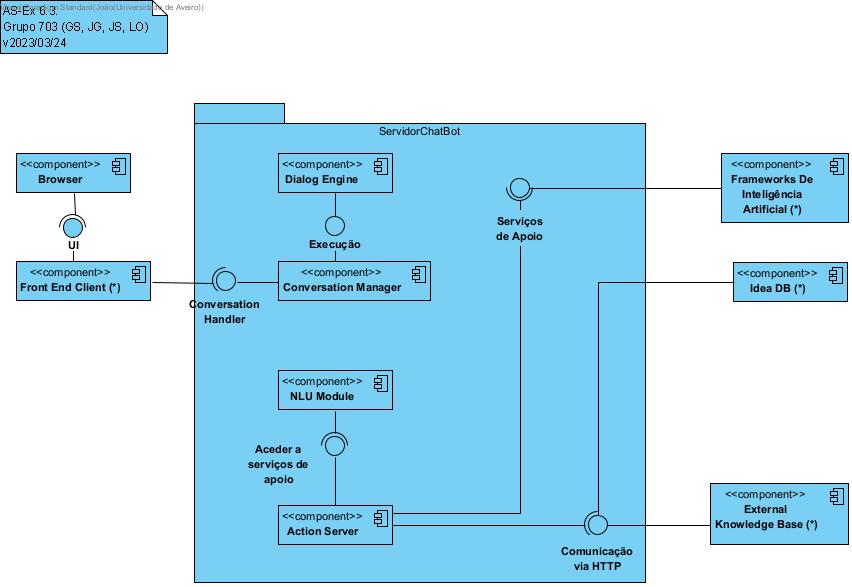 Standard(João(Universidade de Aveiro))
AS-Ex 6.3.
Grupo 703 (GS, JG, JS, LO)
v2023/03/24
ServidorChatBot
<<component>>
Browser
<<component>>
Dialog Engine
<<component>>
Frameworks De
Inteligência
Artificial (*)
UI
Execução
Serviços
de Apoio
<<component>>
Front End Client (*)
<<component>>
Conversation Manager
<<component>>
Idea DB (*)
Conversation
Handler
<<component>>
NLU Module
Aceder a
serviços de
apoio
<<component>>
Action Server
<<component>>
External
Knowledge Base (*)
Comunicação
via HTTP